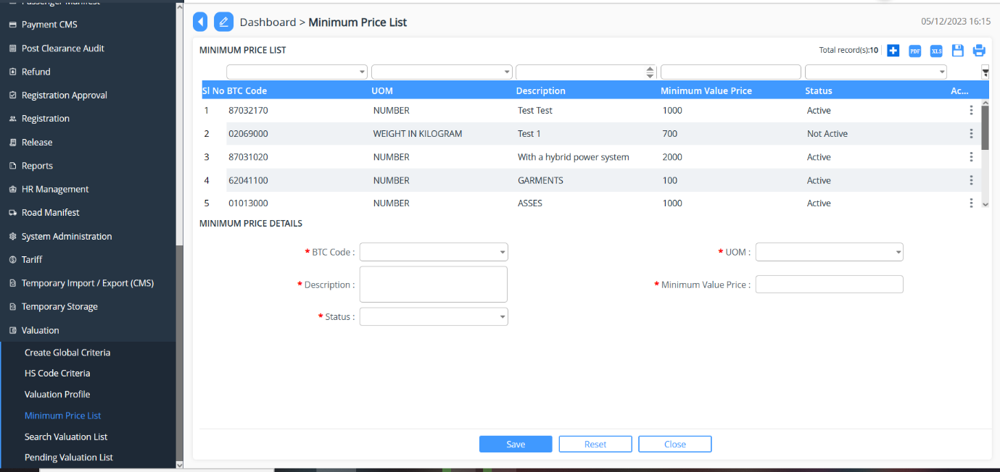 Passenger Manifest
Payment CMS
Post Clearance Audit
Refund
Registration Approval
Registration
Release
Reports
HR Management
Road Manifest
System Administration
Tariff
Temporary Import / Export (CMS)
Temporary Storage
Valuation
Create Global Criteria
HS Code Criteria
Valuation Profile
Minimum Price List
Search Valuation List
Pending Valuation List
Dashboard > Minimum Price List
05/12/2023 16:15
MINIMUM PRICE LIST
Total record(s):10
PDF
XLS
Sl No BTC Code UOM Description Minimum Value Price Status Ac...
1 87032170 NUMBER Test Test 1000 Active
2 02069000 WEIGHT IN KILOGRAM Test 1 700 Not Active
3 87031020 NUMBER With a hybrid power system 2000 Active
4 62041100 NUMBER GARMENTS 100 Active
5 01013000 NUMBER ASSES 1000 Active
MINIMUM PRICE DETAILS
* BTC Code :
* UOM :
* Description :
* Minimum Value Price :
* Status :
Save Reset Close